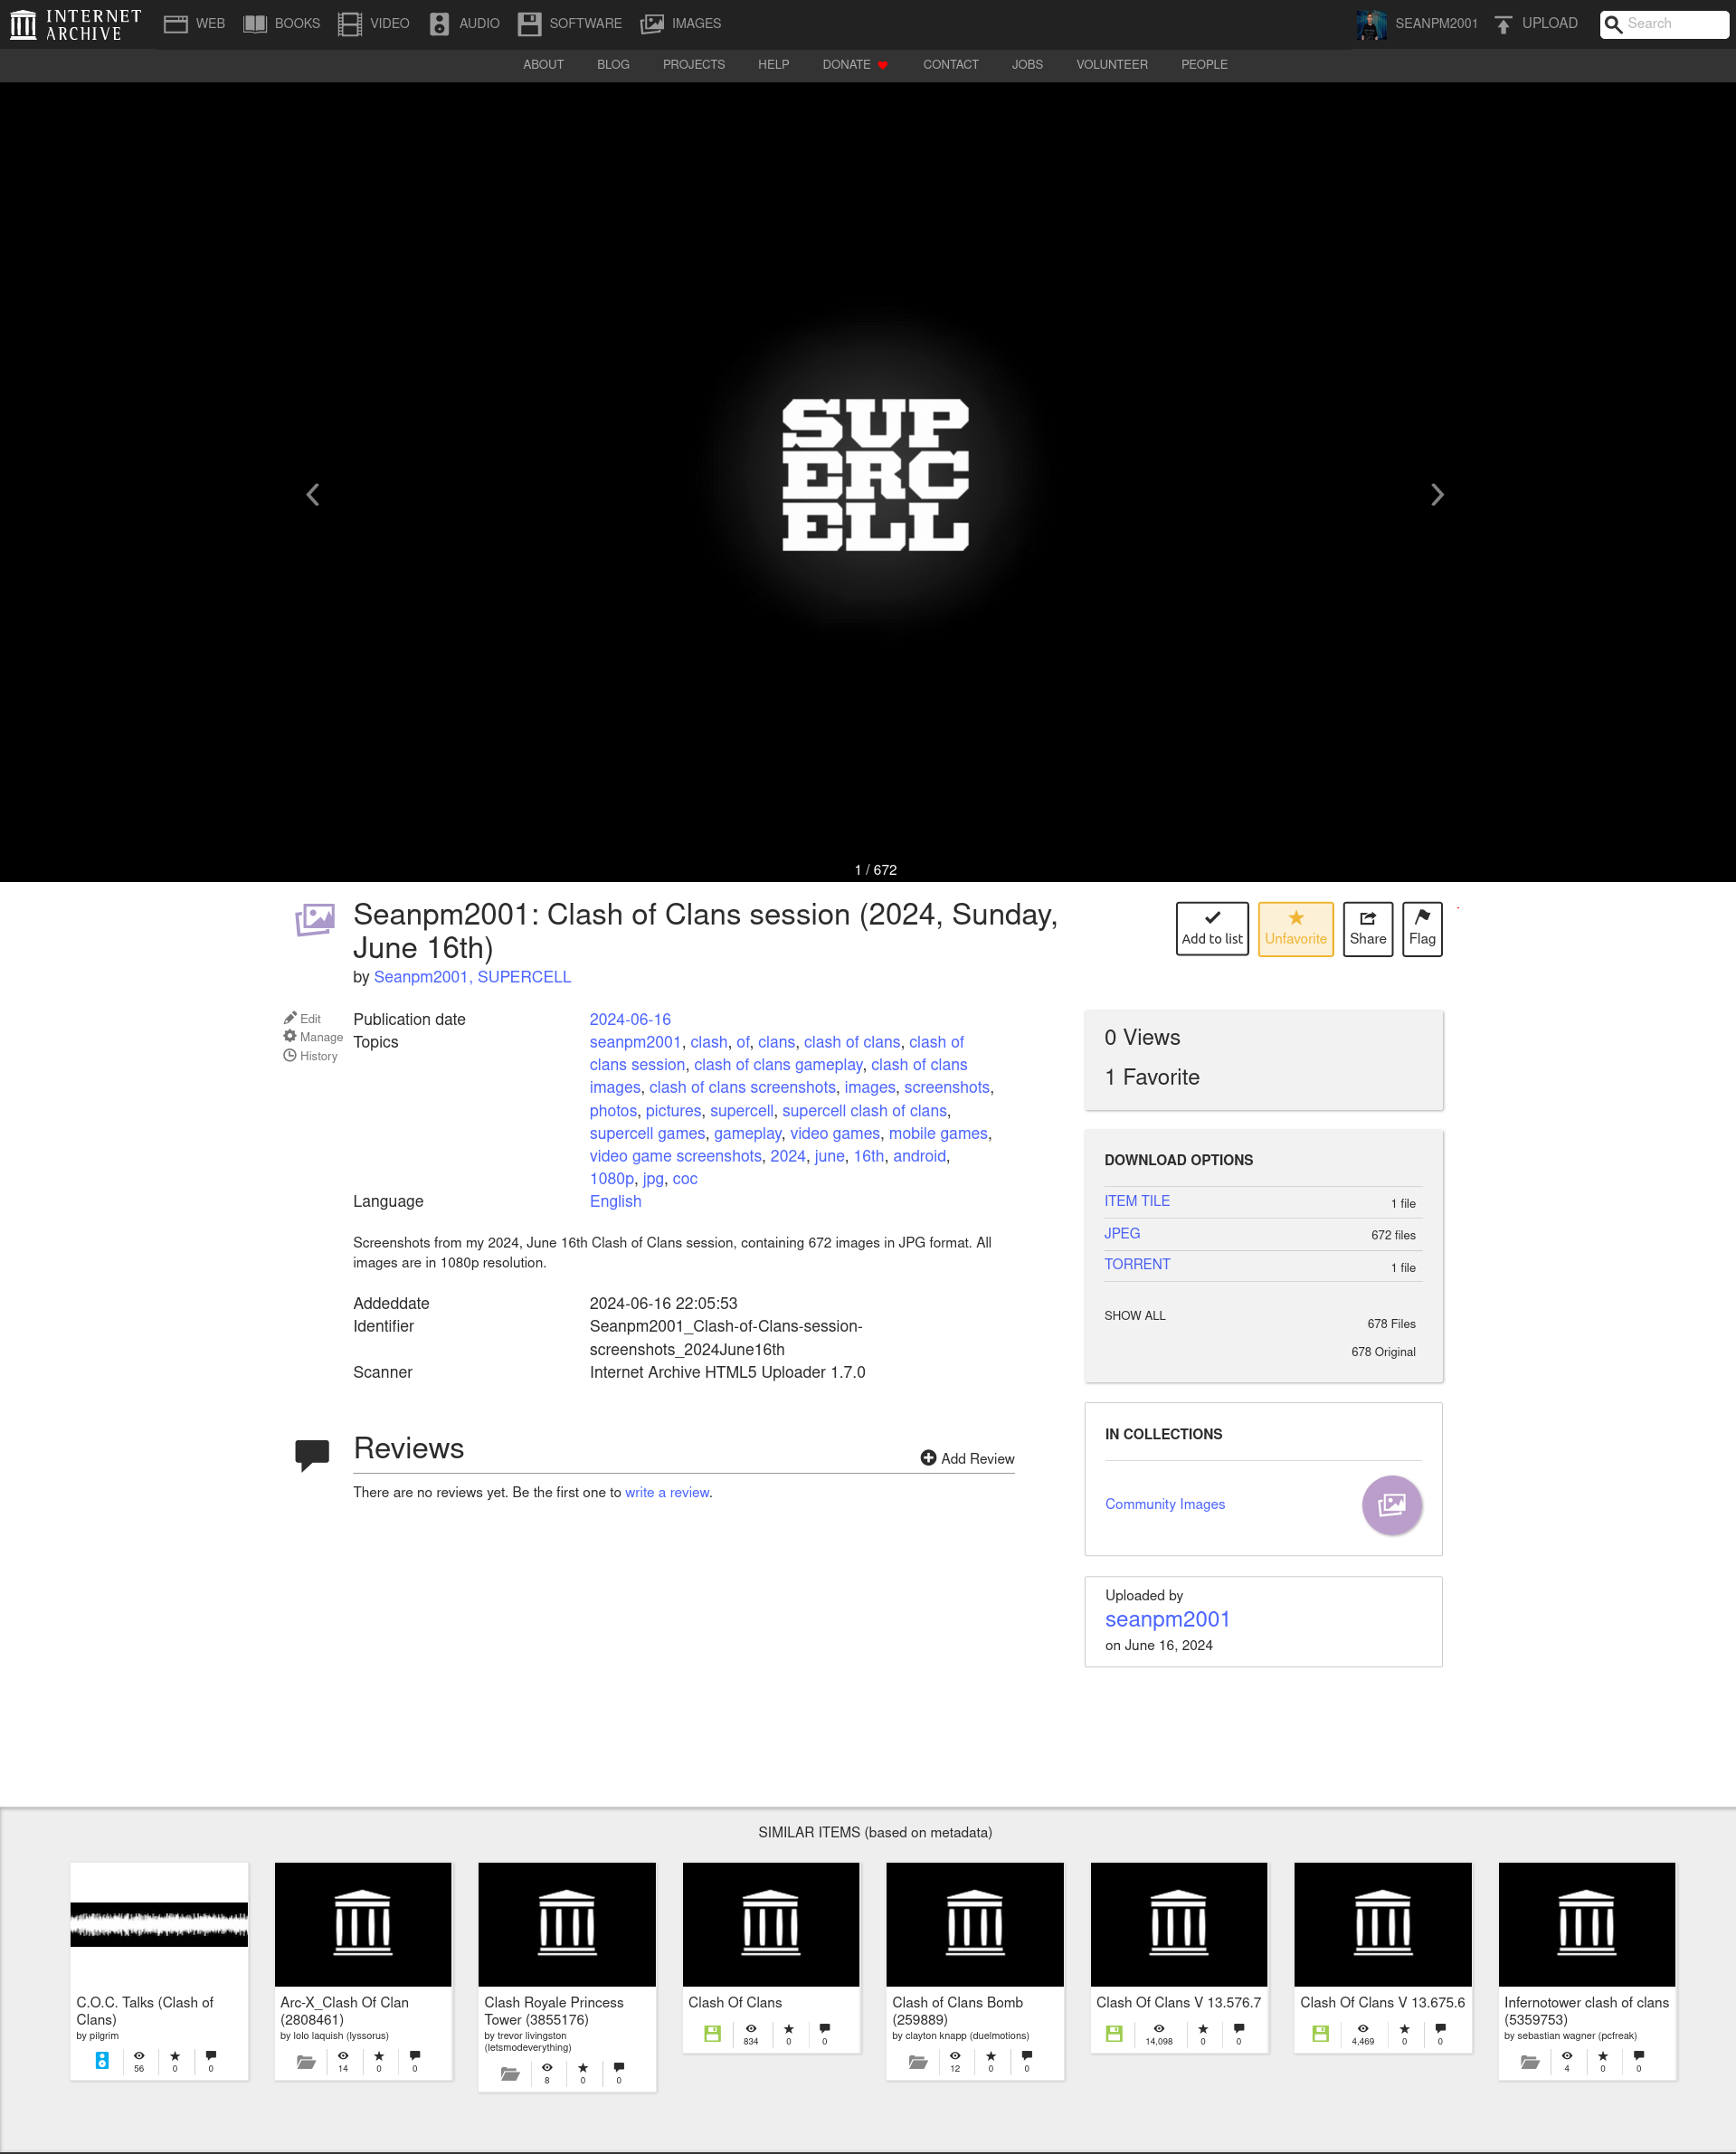 INTERNET
ARCHIVE
WEB BOOKS VIDEO AUDIO SOFTWARE IMAGES
SEANPM2001 UPLOAD Search
ABOUT BLOG PROJECTS HELP DONATE CONTACT JOBS VOLUNTEER PEOPLE
SUP
ERC
ELL
1 / 672
Seanpm2001: Clash of Clans session (2024, Sunday,
June 16th)
by Seanpm2001, SUPERCELL
Add to list Unfavorite Share Flag
Edit
Manage
History
Publication date 2024-06-16
Topics seanpm2001, clash, of, clans, clash of clans, clash of
clans session, clash of clans gameplay, clash of clans
images, clash of clans screenshots, images, screenshots,
photos, pictures, supercell, supercell clash of clans,
supercell games, gameplay, video games, mobile games,
video game screenshots, 2024, june, 16th, android,
1080p, jpg, coc
Language English
Screenshots from my 2024, June 16th Clash of Clans session, containing 672 images in JPG format. All
images are in 1080p resolution.
Addeddate 2024-06-16 22:05:53
Identifier Seanpm2001_Clash-of-Clans-session-
screenshots_2024June16th
Scanner Internet Archive HTML5 Uploader 1.7.0
Reviews
Add Review
There are no reviews yet. Be the first one to write a review.
0 Views
1 Favorite
DOWNLOAD OPTIONS
ITEM TILE 1 file
JPEG 672 files
TORRENT 1 file
SHOW ALL 678 Files
678 Original
IN COLLECTIONS
Community Images
Uploaded by
seanpm2001
on June 16, 2024
SIMILAR ITEMS (based on metadata)
C.O.C. Talks (Clash of
Clans)
by pilgrim
56 0 0
Arc-X_Clash Of Clan
(2808461)
by lolo laquish (lyssorus)
14 0 0
Clash Royale Princess
Tower (3855176)
by trevor livingston
(letsmodeverything)
8 0 0
Clash Of Clans
834 0 0
Clash of Clans Bomb
(259889)
by clayton knapp (duelmotions)
12 0 0
Clash Of Clans V 13.576.7
14,098 0 0
Clash Of Clans V 13.675.6
4,469 0 0
Infernotower clash of clans
(5359753)
by sebastian wagner (pcfreak)
4 0 0